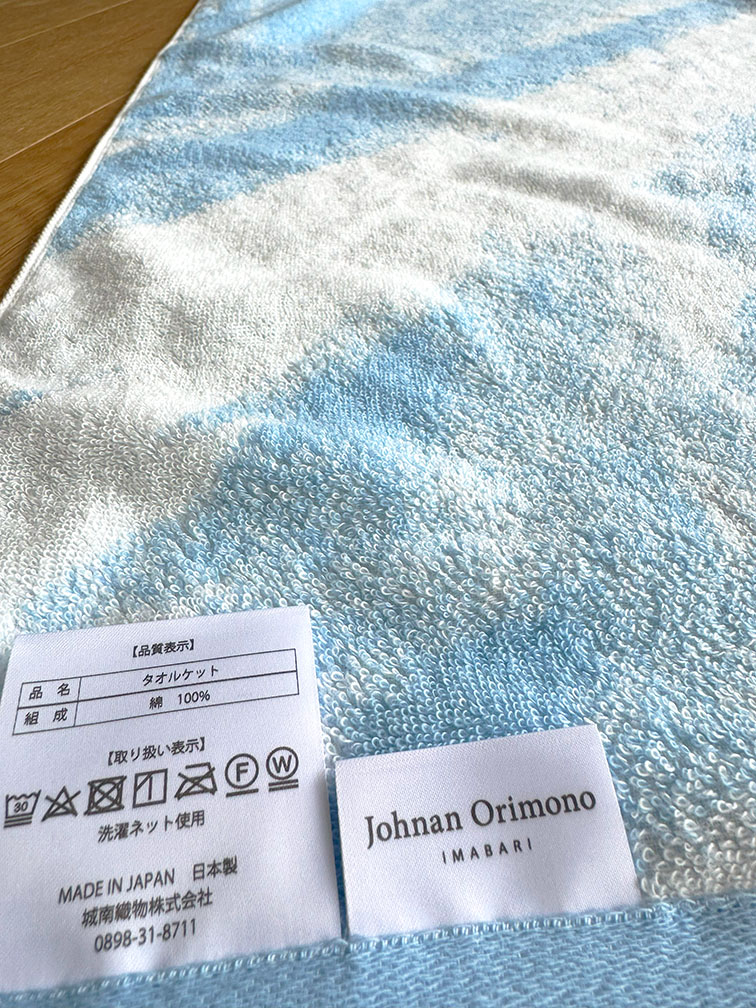 【品質表示】
品 名 タオルケット
組 成 綿 100%
【取り扱い表示】
30 F W
洗濯ネット使用
MADE IN JAPAN 日本製
城南織物株式会社
0898-31-8711
Johnan Orimono
IMABARI